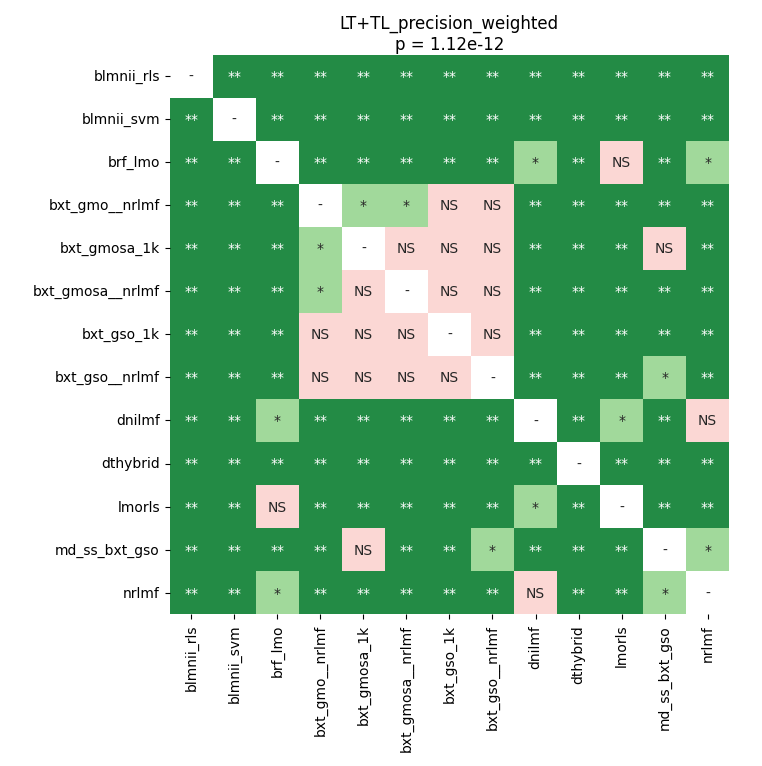 LT+TL_precision_weighted
p = 1.12e-12
blmnii_rls - ** ** ** ** ** ** ** ** ** ** ** **
blmnii_svm ** - ** ** ** ** ** ** ** ** ** ** **
brf_lmo ** ** - ** ** ** ** ** * ** NS ** *
bxt_gmo__nrlmf ** ** ** - * * NS NS ** ** ** ** **
bxt_gmosa_1k ** ** ** * - NS NS NS ** ** ** NS **
bxt_gmosa__nrlmf ** ** ** * NS - NS NS ** ** ** ** **
bxt_gso_1k ** ** ** NS NS NS - NS ** ** ** ** **
bxt_gso__nrlmf ** ** ** NS NS NS NS - ** ** ** * **
dnilmf ** ** * ** ** ** ** ** - ** * ** NS
dthybrid ** ** ** ** ** ** ** ** ** - ** ** **
lmorls ** ** NS ** ** ** ** ** * ** - ** **
md_ss_bxt_gso ** ** ** ** NS ** ** * ** ** ** - *
nrlmf ** ** * ** ** ** ** ** NS ** ** * -
blmnii_rls
blmnii_svm
brf_lmo
bxt_gmo__nrlmf
bxt_gmosa_1k
bxt_gmosa__nrlmf
bxt_gso_1k
bxt_gso__nrlmf
dnilmf
dthybrid
lmorls
md_ss_bxt_gso
nrlmf